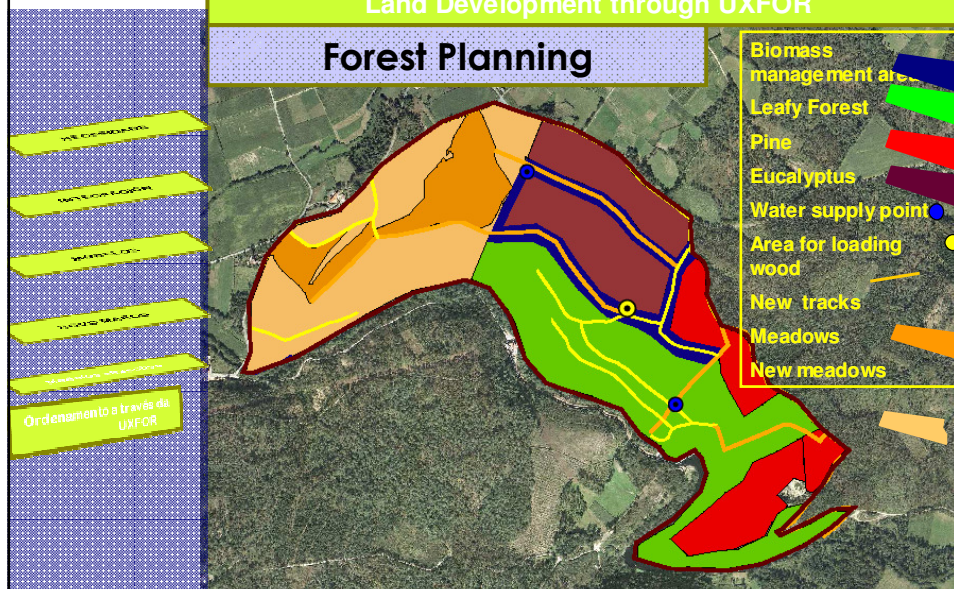 Land Development through UXFOR
Forest Planning
Biomass
management area
Leafy Forest
Pine
Eucalyptus
Water supply point
Area for loading
wood
New tracks
Meadows
New meadows
Ordenamento a través da
UXFOR